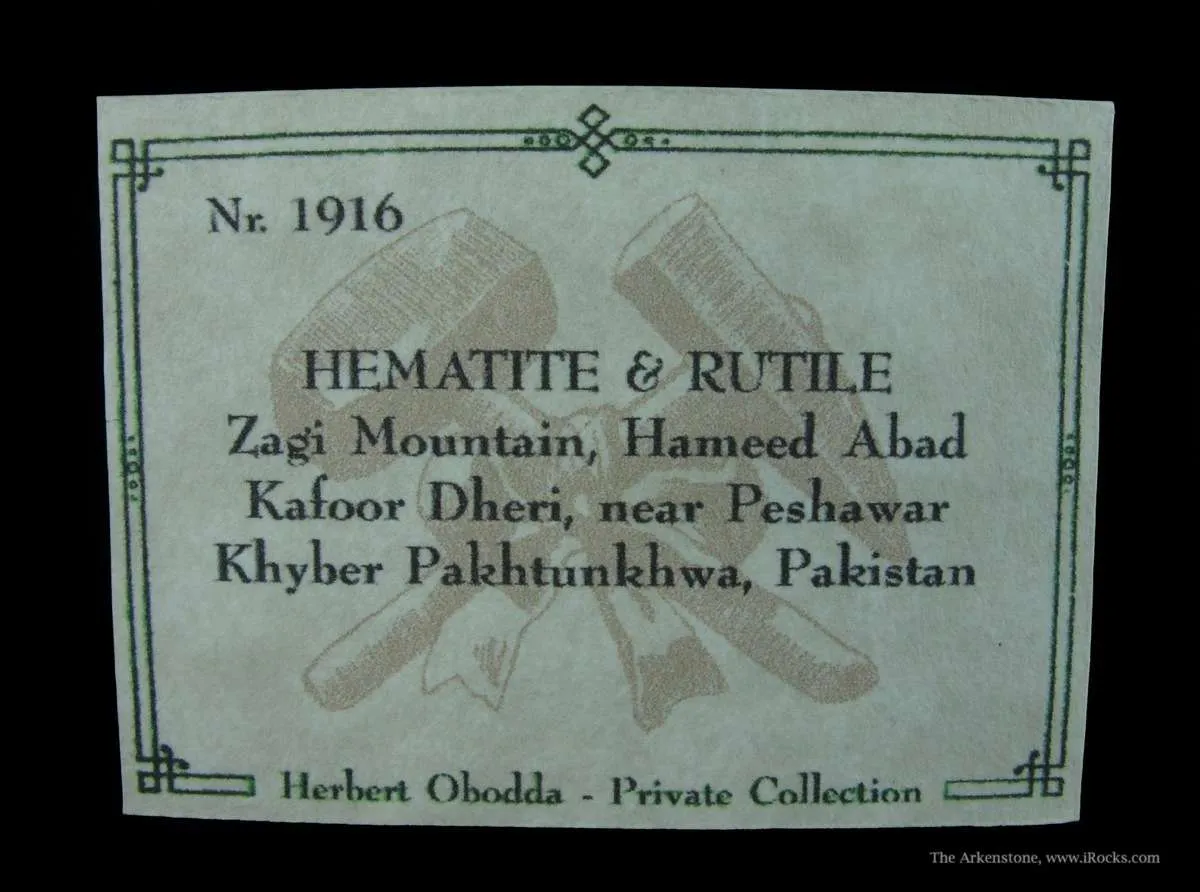 Nr. 1916
HEMATITE & RUTILE
Zagi Mountain, Hameed Abad
Kafoor Dheri, near Peshawar
Khyber Pakhtunkhwa, Pakistan
Herbert Obodda - Private Collection
The Arkenstone, www.iRocks.com